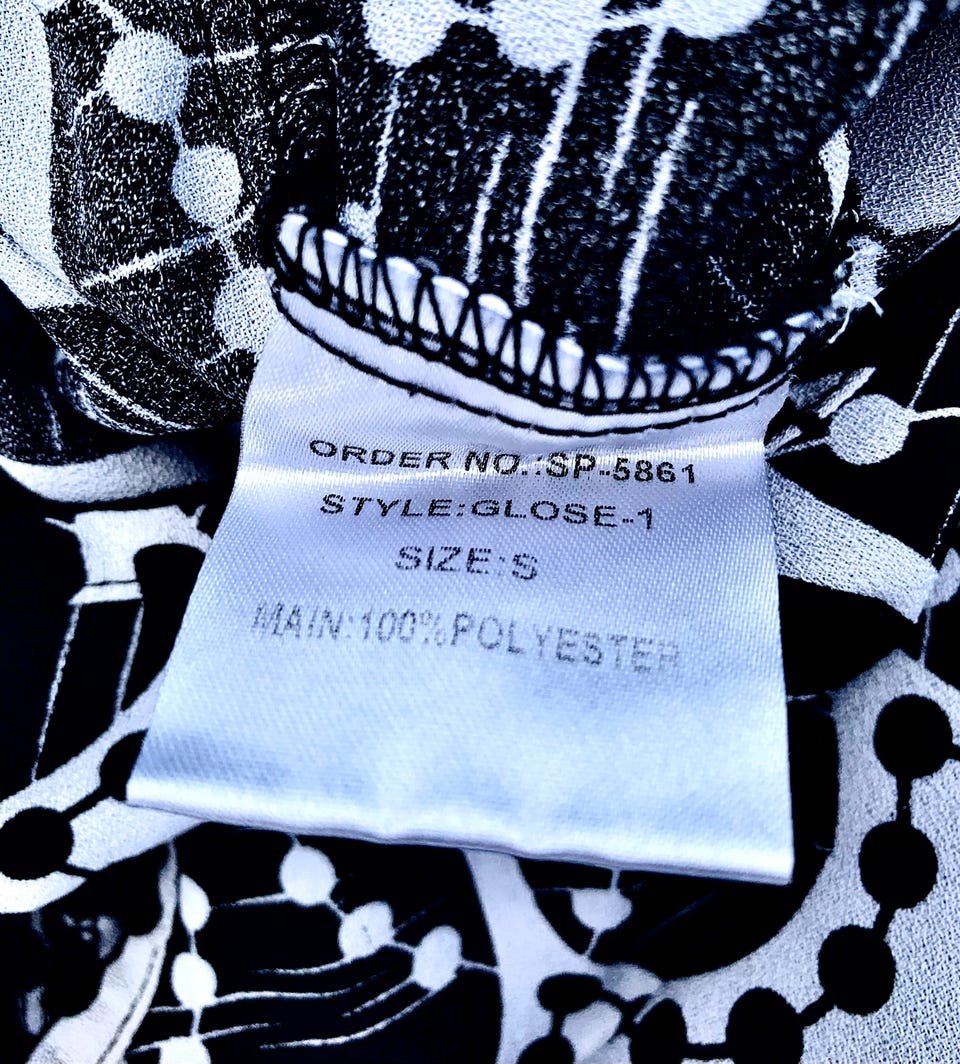 ORDER NO.:SP-5861
STYLE:GLOSE-1
SIZE:S
MAIN:100%POLYESTER